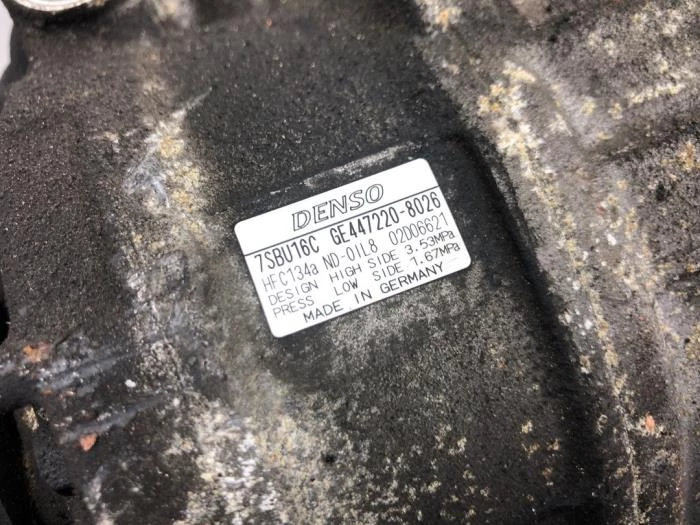 DENSO
7SBU16C GE447220-8026
HFC134a ND-OIL8 02D06621
DESIGN HIGH SIDE 3.53MPa
PRESS LOW SIDE 1.67MPa
MADE IN GERMANY